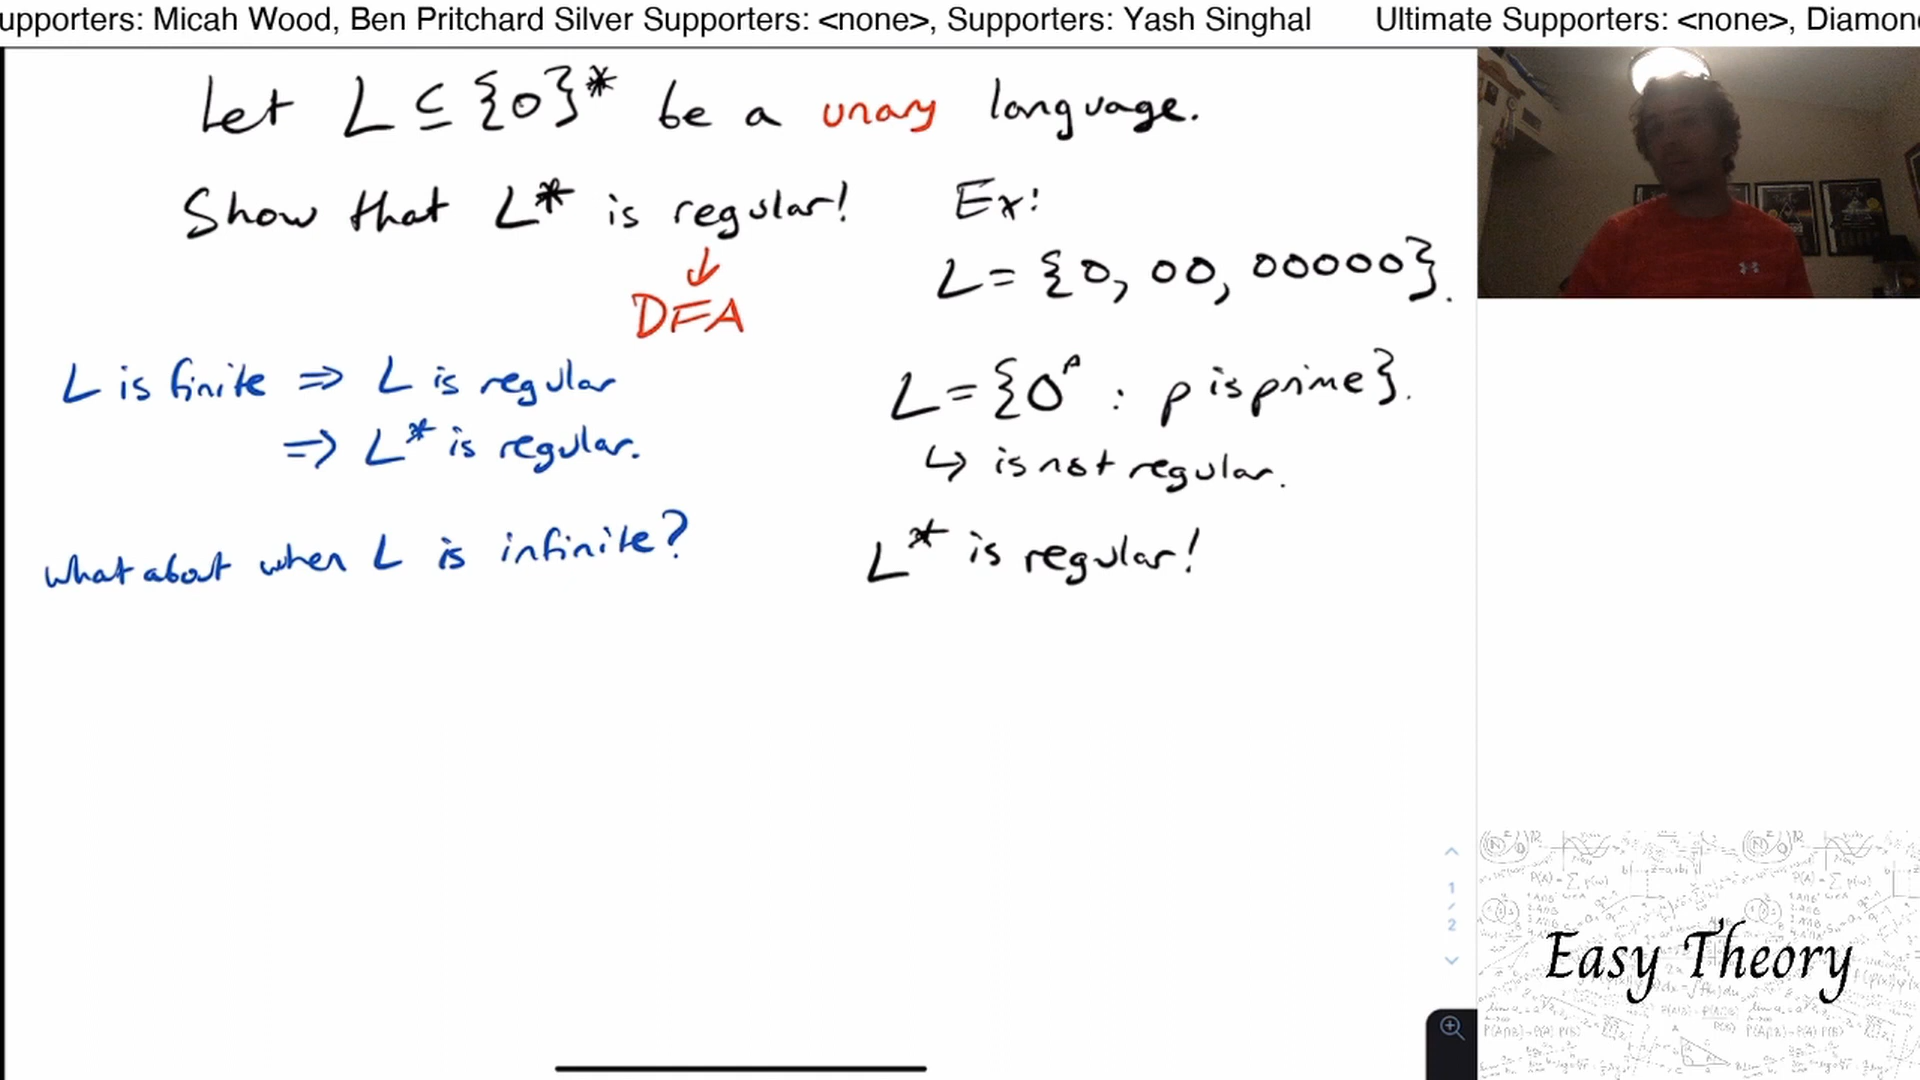 upporters: Micah Wood, Ben Pritchard Silver Supporters: <none>, Supporters: Yash Singhal Ultimate Supporters: <none>, Diamon
Let L ⊆ {0}* be a unary language.
Show that L* is regular!
↓
DFA
Ex:
L = {0, 00, 00000}.
L = {0^p : p is prime}.
↳ is not regular.
L* is regular!
L is finite ⇒ L is regular
⇒ L* is regular.
What about when L is infinite?
1
/
2
Easy Theory